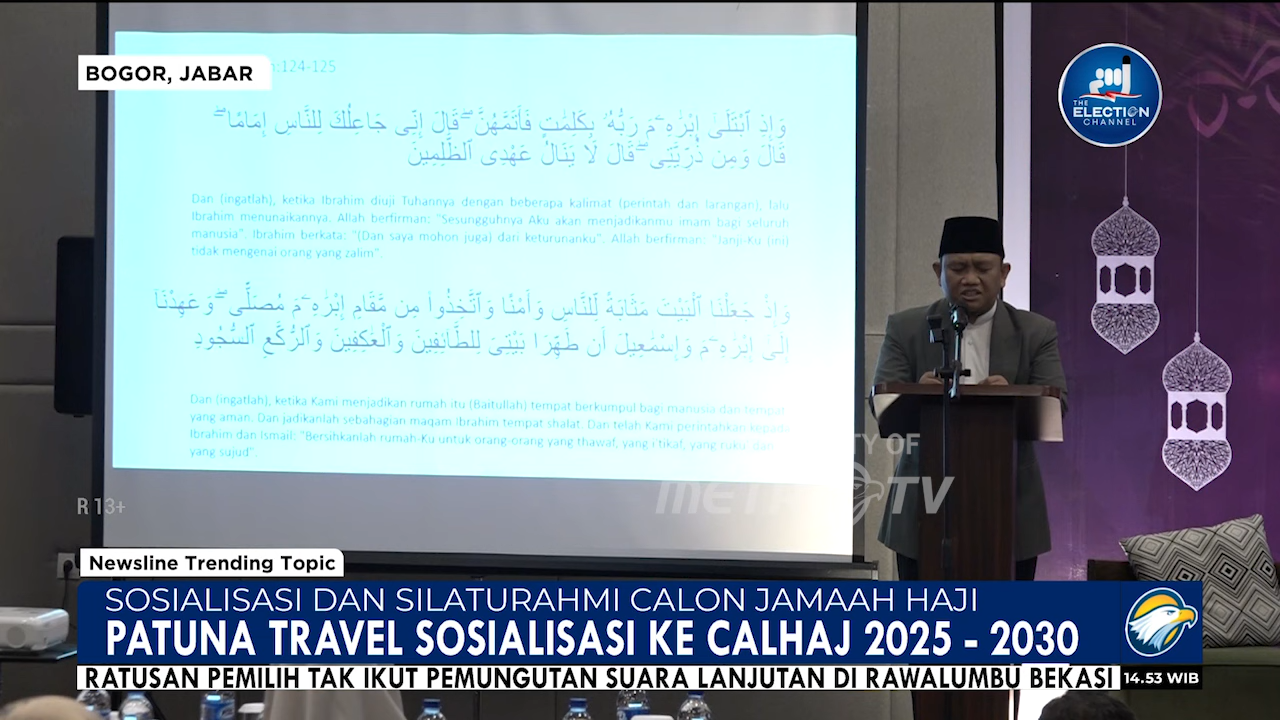 BOGOR, JABAR
:124-125
THE
ELECTION
CHANNEL
وَإِذِ ٱبْتَلَىٰٓ إِبْرَٰهِـۧمَ رَبُّهُۥ بِكَلِمَٰتٍ فَأَتَمَّهُنَّ ۖ قَالَ إِنِّى جَاعِلُكَ لِلنَّاسِ إِمَامًا ۖ
قَالَ وَمِن ذُرِّيَّتِى ۖ قَالَ لَا يَنَالُ عَهْدِى ٱلظَّٰلِمِينَ
Dan (ingatlah), ketika Ibrahim diuji Tuhannya dengan beberapa kalimat (perintah dan larangan), lalu
Ibrahim menunaikannya. Allah berfirman: "Sesungguhnya Aku akan menjadikanmu imam bagi seluruh
manusia". Ibrahim berkata: "(Dan saya mohon juga) dari keturunanku". Allah berfirman: "Janji-Ku (ini)
tidak mengenai orang yang zalim".
وَإِذْ جَعَلْنَا ٱلْبَيْتَ مَثَابَةً لِّلنَّاسِ وَأَمْنًا وَٱتَّخِذُوا۟ مِن مَّقَامِ إِبْرَٰهِـۧمَ مُصَلًّى ۖ وَعَهِدْنَآ
إِلَىٰٓ إِبْرَٰهِـۧمَ وَإِسْمَٰعِيلَ أَن طَهِّرَا بَيْتِىَ لِلطَّآئِفِينَ وَٱلْعَٰكِفِينَ وَٱلرُّكَّعِ ٱلسُّجُودِ
Dan (ingatlah), ketika Kami menjadikan rumah itu (Baitullah) tempat berkumpul bagi manusia dan tempat
yang aman. Dan jadikanlah sebahagian maqam Ibrahim tempat shalat. Dan telah Kami perintahkan kepada
Ibrahim dan Ismail: "Bersihkanlah rumah-Ku untuk orang-orang yang thawaf, yang i'tikaf, yang ruku' dan
yang sujud".
TY OF
METRO TV
R 13+
Newsline Trending Topic
SOSIALISASI DAN SILATURAHMI CALON JAMAAH HAJI
PATUNA TRAVEL SOSIALISASI KE CALHAJ 2025 - 2030
RATUSAN PEMILIH TAK IKUT PEMUNGUTAN SUARA LANJUTAN DI RAWALUMBU BEKASI
14.53 WIB